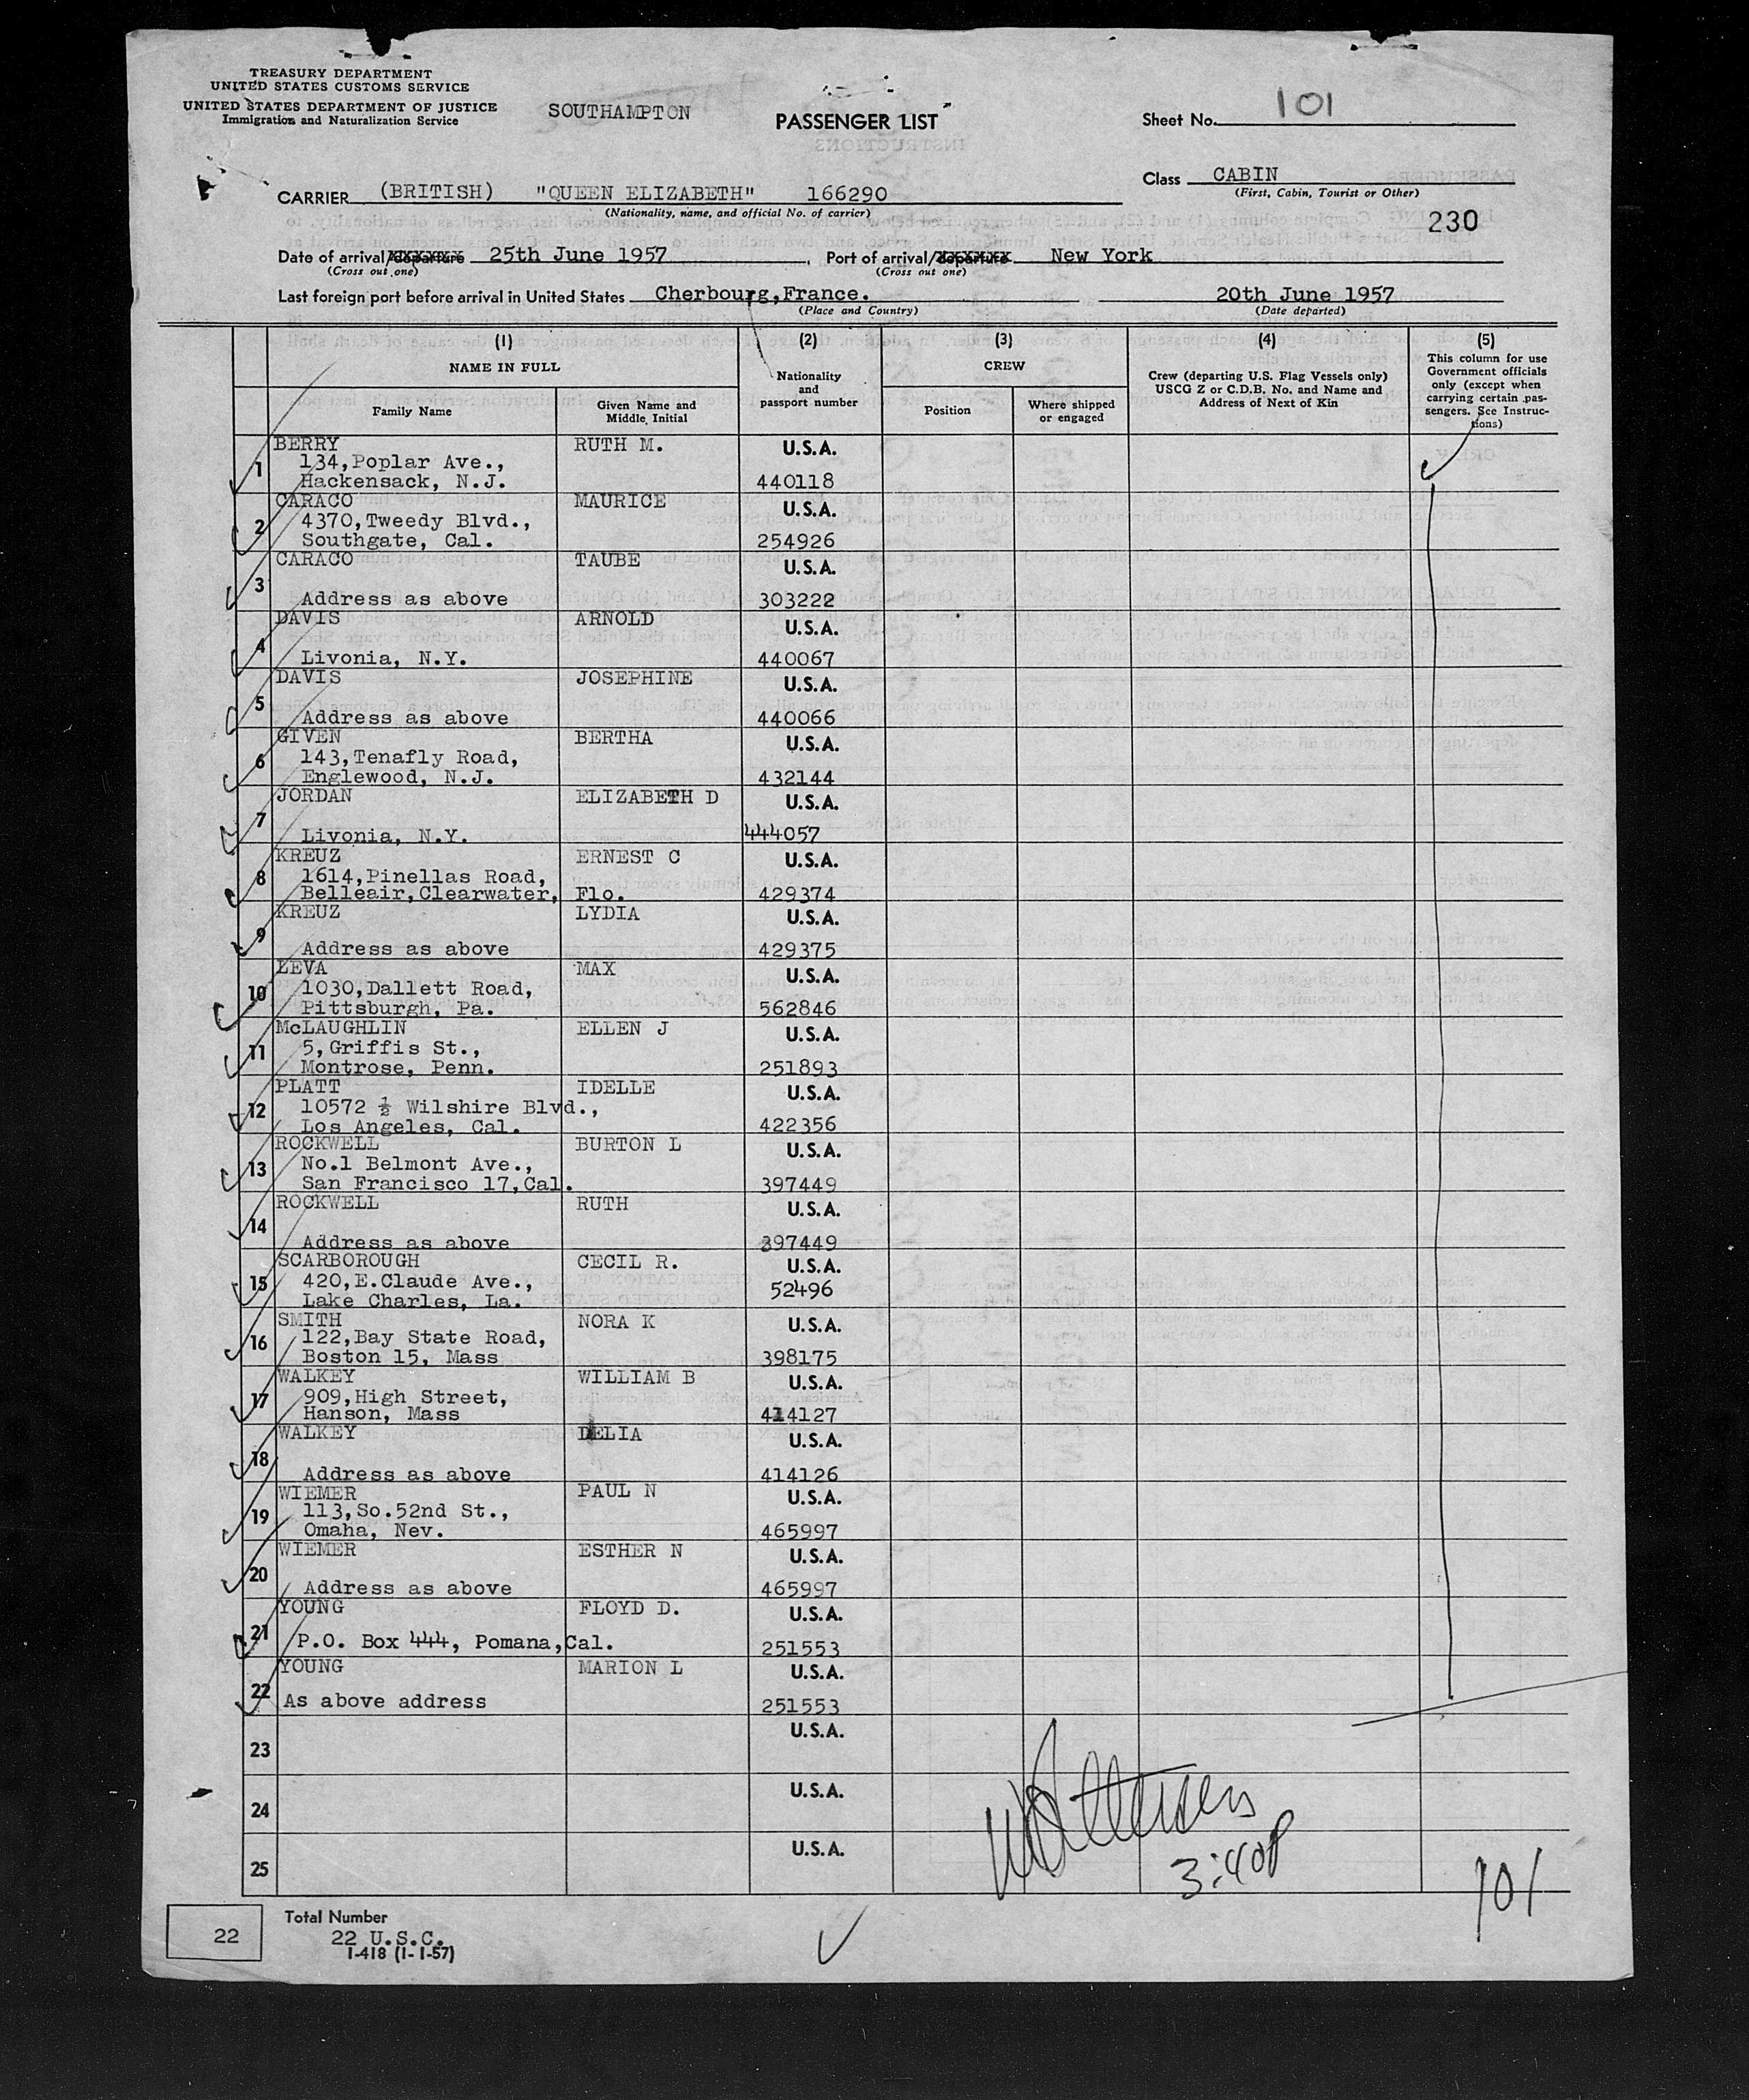 TREASURY DEPARTMENT
UNITED STATES CUSTOMS SERVICE
UNITED STATES DEPARTMENT OF JUSTICE
Immigration and Naturalization Service
SOUTHAMPTON
PASSENGER LIST
Sheet No. 101
Class CABIN
(First, Cabin, Tourist or Other)
CARRIER (BRITISH) "QUEEN ELIZABETH" 166290
(Nationality, name, and official No. of carrier)
230
Date of arrival/departure 25th June 1957. Port of arrival/departure New York
(Cross out one) (Cross out one)
Last foreign port before arrival in United States Cherbourg,France. 20th June 1957
(Place and Country) (Date departed)
(1) (2) (3) (4) (5)
NAME IN FULL
Family Name
Given Name and
Middle Initial
Nationality
and
passport number
CREW
Position
Where shipped
or engaged
Crew (departing U.S. Flag Vessels only)
USCG Z or C.D.B. No. and Name and
Address of Next of Kin
This column for use
Government officials
only (except when
carrying certain pas-
sengers. See Instruc-
tions)
1 BERRY RUTH M. U.S.A.
134,Poplar Ave.,
Hackensack, N.J. 440118
2 CARACO MAURICE U.S.A.
4370,Tweedy Blvd.,
Southgate, Cal. 254926
3 CARACO TAUBE U.S.A.
Address as above 303222
4 DAVIS ARNOLD U.S.A.
Livonia, N.Y. 440067
5 DAVIS JOSEPHINE U.S.A.
Address as above 440066
6 GIVEN BERTHA U.S.A.
143,Tenafly Road,
Englewood, N.J. 432144
7 JORDAN ELIZABETH D U.S.A.
Livonia, N.Y. 444057
8 KREUZ ERNEST C U.S.A.
1614,Pinellas Road,
Belleair,Clearwater, Flo. 429374
9 KREUZ LYDIA U.S.A.
Address as above 429375
10 LEVA MAX U.S.A.
1030,Dallett Road,
Pittsburgh, Pa. 562846
11 McLAUGHLIN ELLEN J U.S.A.
5,Griffis St.,
Montrose, Penn. 251893
12 PLATT IDELLE U.S.A.
10572 ½ Wilshire Blvd.,
Los Angeles, Cal. 422356
13 ROCKWELL BURTON L U.S.A.
No.1 Belmont Ave.,
San Francisco 17,Cal. 397449
14 ROCKWELL RUTH U.S.A.
Address as above 397449
15 SCARBOROUGH CECIL R. U.S.A.
420,E.Claude Ave., 52496
Lake Charles, La.
16 SMITH NORA K U.S.A.
122,Bay State Road,
Boston 15, Mass 398175
17 WALKEY WILLIAM B U.S.A.
909,High Street,
Hanson, Mass 414127
18 WALKEY DELIA U.S.A.
Address as above 414126
19 WIEMER PAUL N U.S.A.
113,So.52nd St.,
Omaha, Nev. 465997
20 WIEMER ESTHER N U.S.A.
Address as above 465997
21 YOUNG FLOYD D. U.S.A.
P.O. Box 444, Pomana,Cal. 251553
22 YOUNG MARION L U.S.A.
As above address 251553
23 U.S.A.
24 U.S.A.
25 U.S.A.
3:40P
101
22
Total Number
22 U.S.C.
I-418 (1-1-57)